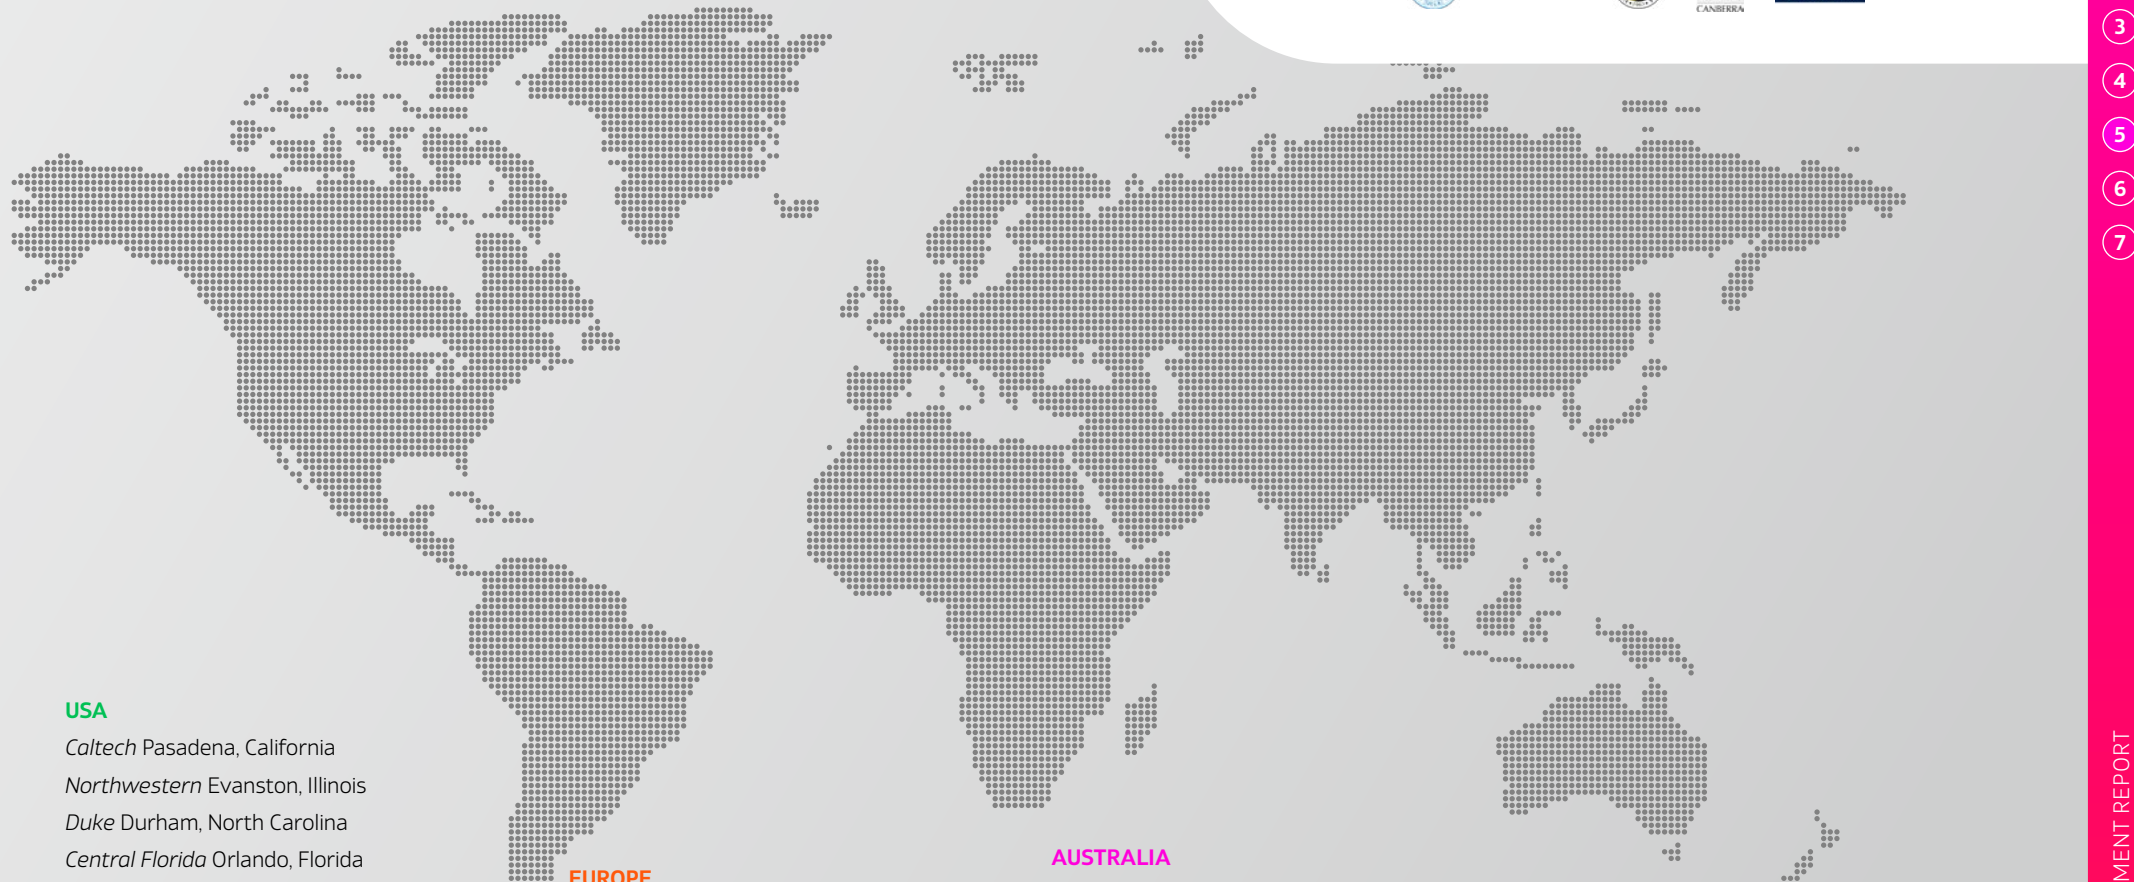 CANBERRA
3
4
5
6
7
USA
Caltech Pasadena, California
Northwestern Evanston, Illinois
Duke Durham, North Carolina
Central Florida Orlando, Florida
EUROPE
AUSTRALIA
MENT REPORT